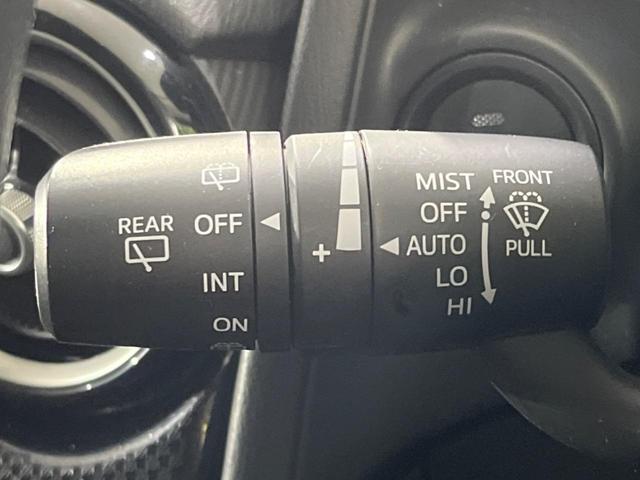 REAR
OFF
INT
ON
+
MIST
OFF
AUTO
LO
HI
FRONT
PULL